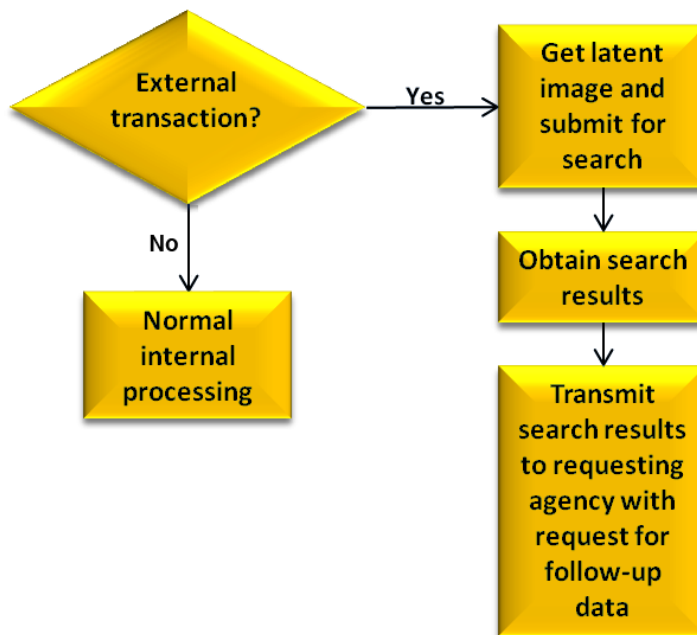 External
transaction?
Yes
Get latent
image and
submit for
search
No
Normal
internal
processing
Obtain search
results
Transmit
search results
to requesting
agency with
request for
follow-up
data